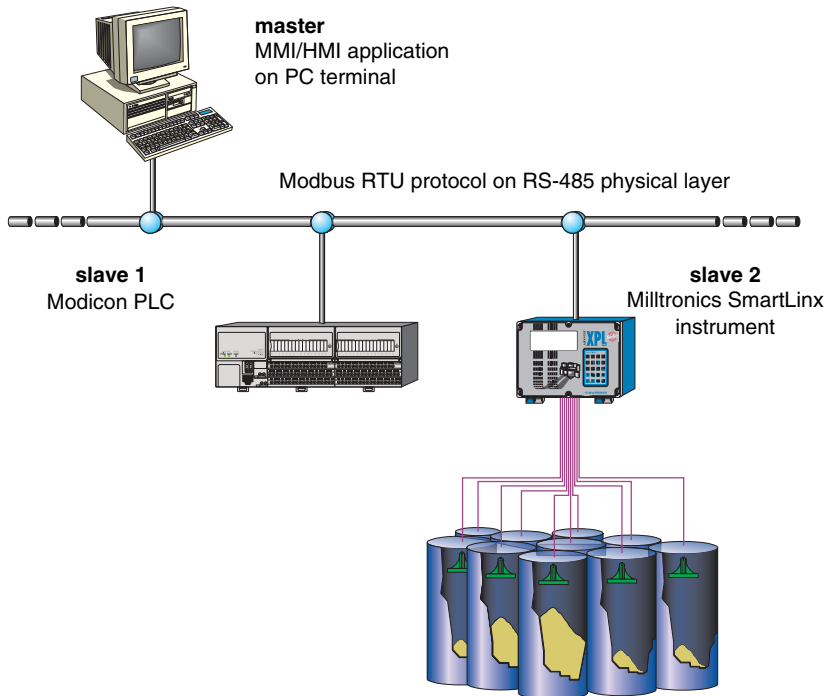 master
MMI/HMI application
on PC terminal
Modbus RTU protocol on RS-485 physical layer
slave 1
Modicon PLC
slave 2
Milltronics SmartLinx
instrument
XPL